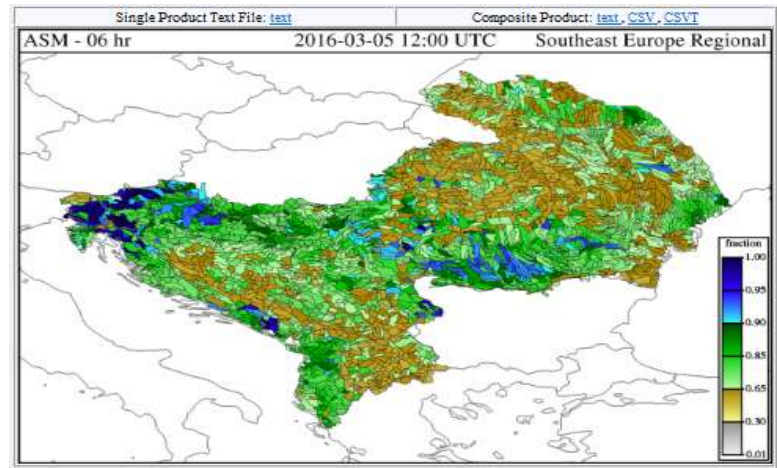 Single Product Text File: text
Composite Product: text , CSV , CSVT
ASM - 06 hr
2016-03-05 12:00 UTC
Southeast Europe Regional
fraction
1.00
0.95
0.90
0.85
0.65
0.30
0.01